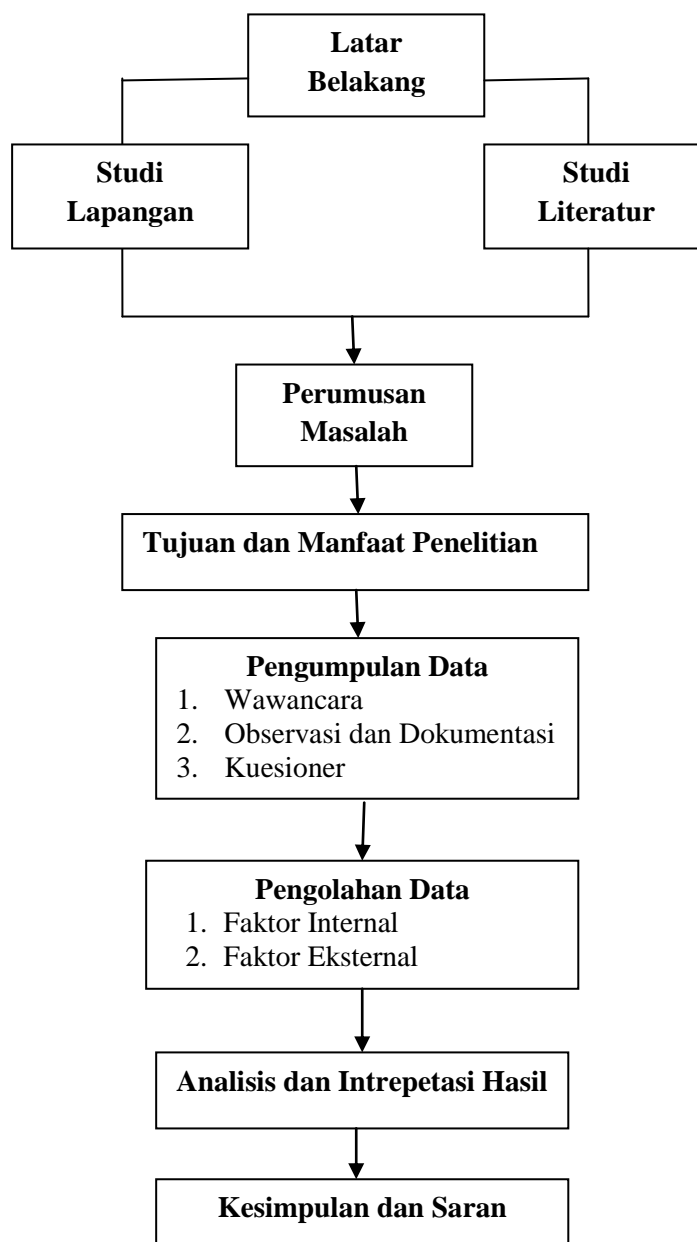 Latar
Belakang
Studi
Lapangan
Studi
Literatur
Perumusan
Masalah
Tujuan dan Manfaat Penelitian
Pengumpulan Data
1. Wawancara
2. Observasi dan Dokumentasi
3. Kuesioner
Pengolahan Data
1. Faktor Internal
2. Faktor Eksternal
Analisis dan Intrepetasi Hasil
Kesimpulan dan Saran